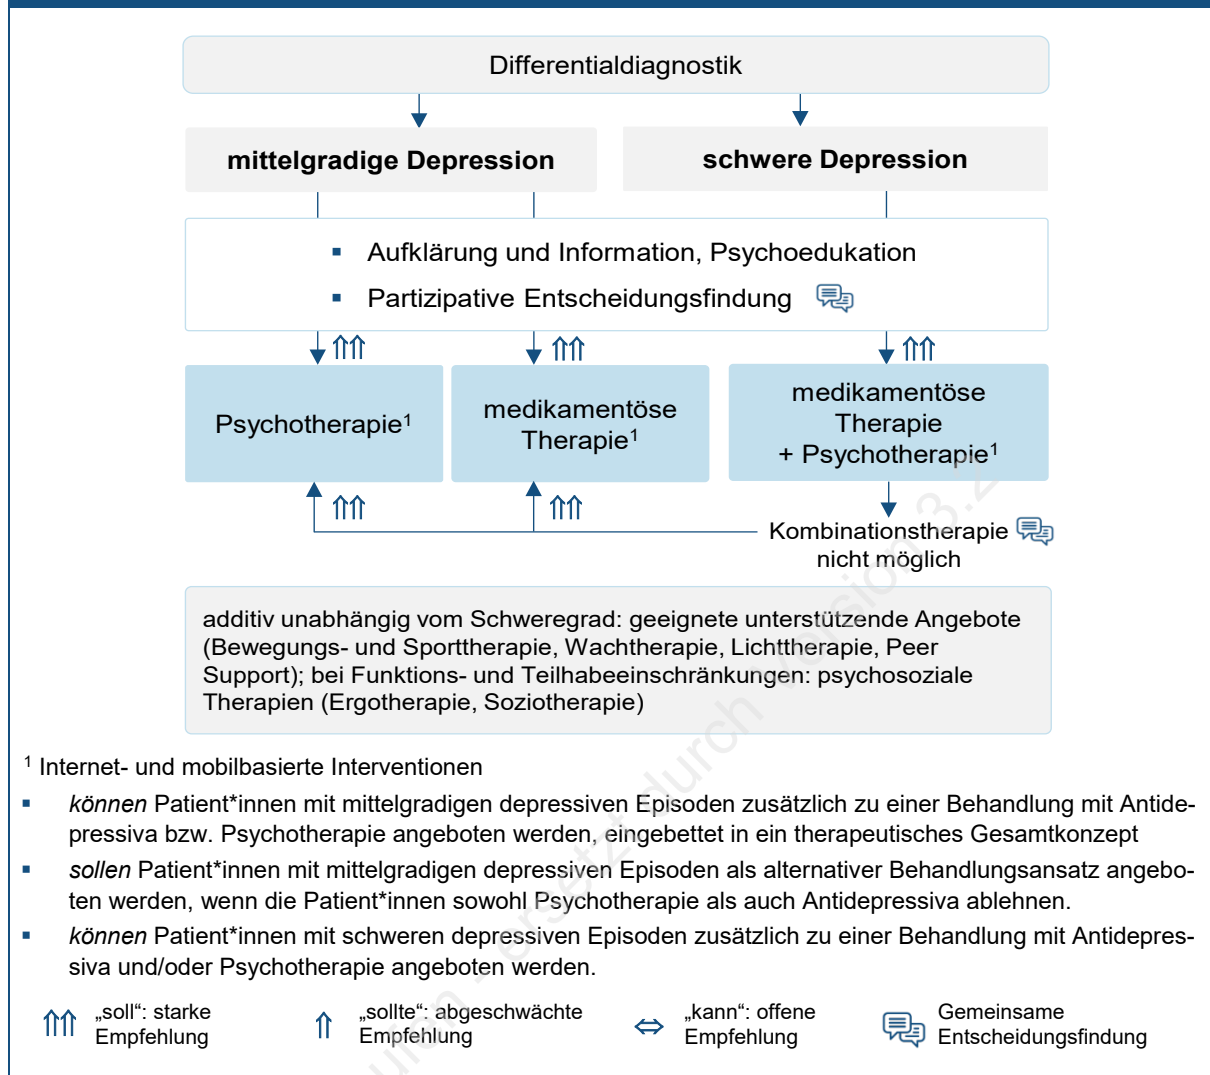 Differentialdiagnostik
mittelgradige Depression
schwere Depression
▪ Aufklärung und Information, Psychoedukation
▪ Partizipative Entscheidungsfindung
⇑⇑
⇑⇑
⇑⇑
Psychotherapie¹
medikamentöse
Therapie¹
medikamentöse
Therapie
+ Psychotherapie¹
⇑⇑
⇑⇑
Kombinationstherapie
nicht möglich
additiv unabhängig vom Schweregrad: geeignete unterstützende Angebote
(Bewegungs- und Sporttherapie, Wachtherapie, Lichttherapie, Peer
Support); bei Funktions- und Teilhabeeinschränkungen: psychosoziale
Therapien (Ergotherapie, Soziotherapie)
¹ Internet- und mobilbasierte Interventionen
▪ können Patient*innen mit mittelgradigen depressiven Episoden zusätzlich zu einer Behandlung mit Antide-
pressiva bzw. Psychotherapie angeboten werden, eingebettet in ein therapeutisches Gesamtkonzept
▪ sollen Patient*innen mit mittelgradigen depressiven Episoden als alternativer Behandlungsansatz angebo-
ten werden, wenn die Patient*innen sowohl Psychotherapie als auch Antidepressiva ablehnen.
▪ können Patient*innen mit schweren depressiven Episoden zusätzlich zu einer Behandlung mit Antidepres-
siva und/oder Psychotherapie angeboten werden.
⇑⇑ „soll“: starke
Empfehlung
⇑ „sollte“: abgeschwächte
Empfehlung
⇔ „kann“: offene
Empfehlung
Gemeinsame
Entscheidungsfindung
- ersetzt durch Version 3.2